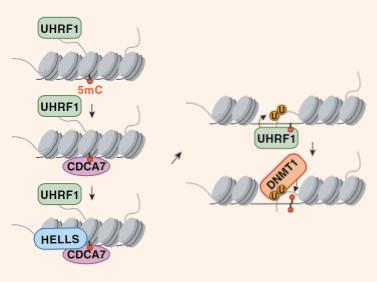 UHRF1
5mC
UHRF1
CDCA7
UHRF1
HELLS
CDCA7
U U
UHRF1
DNMT1
U U